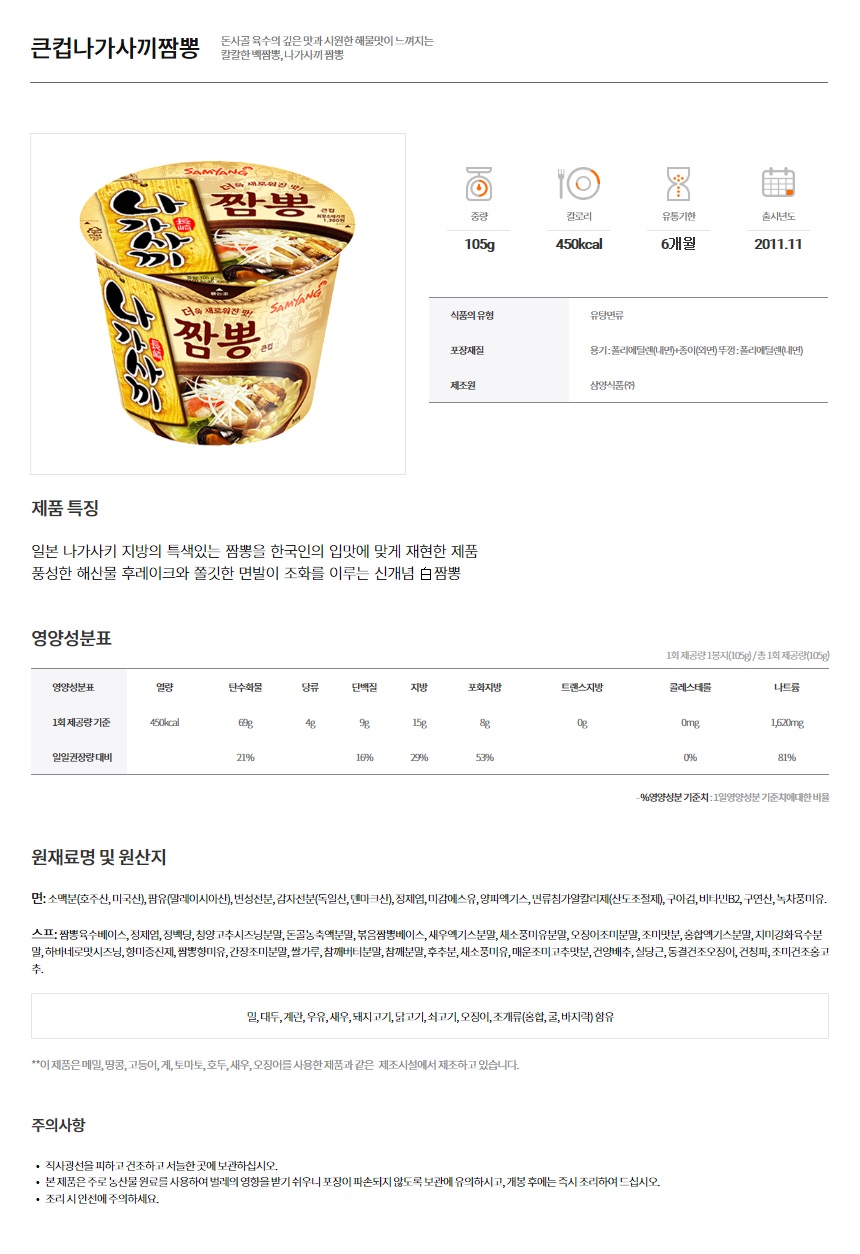 큰컵나가사끼짬뽕
돈사골 육수의 깊은 맛과 시원한 해물맛이 느껴지는
칼칼한 백짬뽕, 나가사끼 짬뽕
SAMYANG
더욱 새로워진 맛!
짬뽕
큰컵
희망소매가격
1,300원
나가사끼
長崎
SAMYANG
더욱 새로워진 맛!
짬뽕
큰컵
나가사끼
長崎
중량
105g
칼로리
450kcal
유통기한
6개월
출시년도
2011.11
식품의 유형 유탕면류
포장재질 용기 : 폴리에틸렌(내면)+종이(외면) 뚜껑 : 폴리에틸렌(내면)
제조원 삼양식품㈜
제품 특징
일본 나가사키 지방의 특색있는 짬뽕을 한국인의 입맛에 맞게 재현한 제품
풍성한 해산물 후레이크와 쫄깃한 면발이 조화를 이루는 신개념 白짬뽕
영양성분표
1회 제공량 1봉지(105g) / 총 1회 제공량(105g)
영양성분표 열량 탄수화물 당류 단백질 지방 포화지방 트랜스지방 콜레스테롤 나트륨
1회 제공량 기준 450kcal 69g 4g 9g 15g 8g 0g 0mg 1,620mg
일일권장량 대비 21% 16% 29% 53% 0% 81%
- %영양성분 기준치 : 1일영양성분 기준치에대한 비율
원재료명 및 원산지
면: 소맥분(호주산, 미국산), 팜유(말레이시아산), 변성전분, 감자전분(독일산, 덴마크산), 정제염, 미감에스유, 양파엑기스, 면류첨가알칼리제(산도조절제), 구아검, 비타민B2, 구연산, 녹차풍미유.
스프: 짬뽕육수베이스, 정제염, 정백당, 청양고추시즈닝분말, 돈골농축액분말, 볶음짬뽕베이스, 새우엑기스분말, 채소풍미유분말, 오징어조미분말, 조미맛분, 홍합엑기스분말, 지미강화육수분
말, 하바네로맛시즈닝, 향미증진제, 짬뽕향미유, 간장조미분말, 쌀가루, 참깨버터분말, 참깨분말, 후추분, 채소풍미유, 매운조미고추맛분, 건양배추, 실당근, 동결건조오징어, 건청파, 조미건조홍고
추.
밀, 대두, 계란, 우유, 새우, 돼지고기, 닭고기, 쇠고기, 오징어, 조개류(홍합, 굴, 바지락) 함유
**이 제품은 메밀, 땅콩, 고등어, 게, 토마토, 호두, 새우, 오징어를 사용한 제품과 같은 제조시설에서 제조하고 있습니다.
주의사항
• 직사광선을 피하고 건조하고 서늘한 곳에 보관하십시오.
• 본 제품은 주로 농산물 원료를 사용하여 벌레의 영향을 받기 쉬우니 포장이 파손되지 않도록 보관에 유의하시고, 개봉 후에는 즉시 조리하여 드십시오.
• 조리 시 안전에 주의하세요.